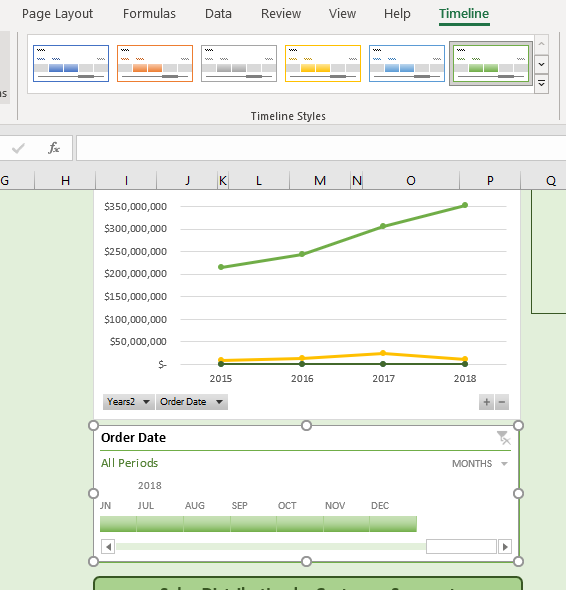 Page Layout Formulas Data Review View Help Timeline
ns
Timeline Styles
fx
G H I J K L M N O P Q
$350,000,000
$300,000,000
$250,000,000
$200,000,000
$150,000,000
$100,000,000
$50,000,000
$-
2015 2016 2017 2018
Years2 Order Date + −
Order Date
All Periods MONTHS
2018
JN JUL AUG SEP OCT NOV DEC